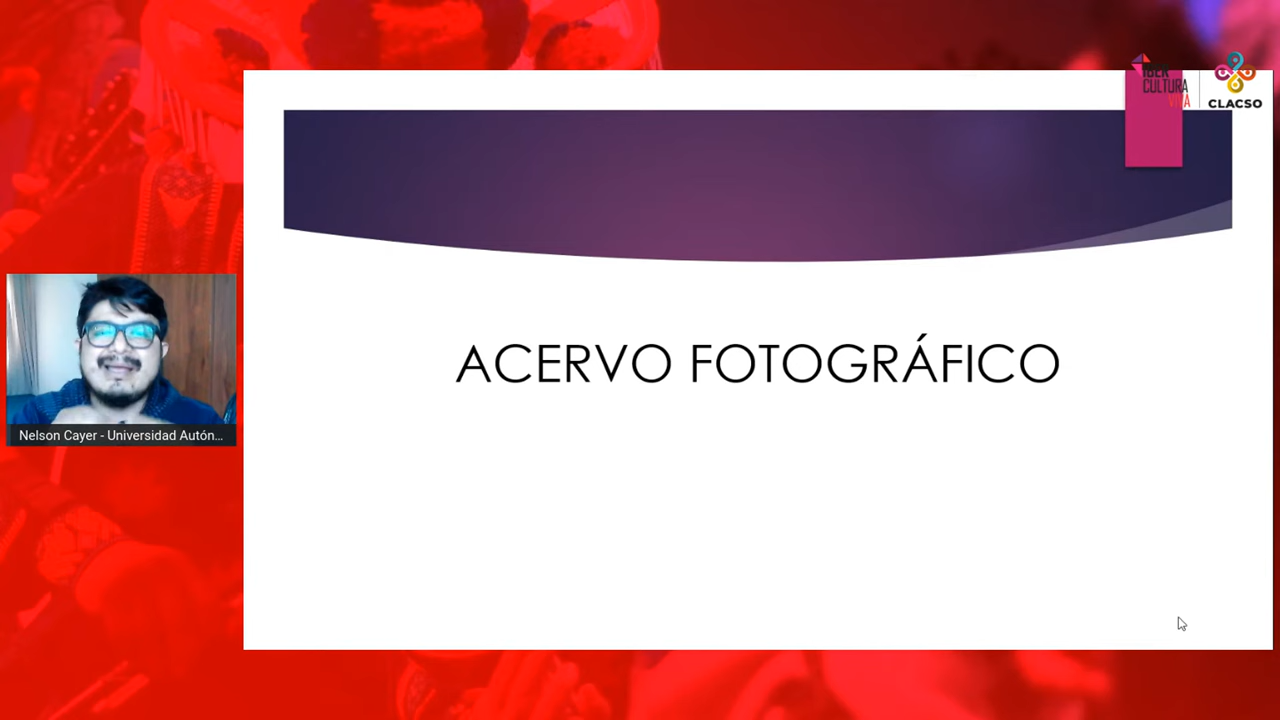 IBER
CULTURA
VIVA
CLACSO
ACERVO FOTOGRÁFICO
Nelson Cayer - Universidad Autón...